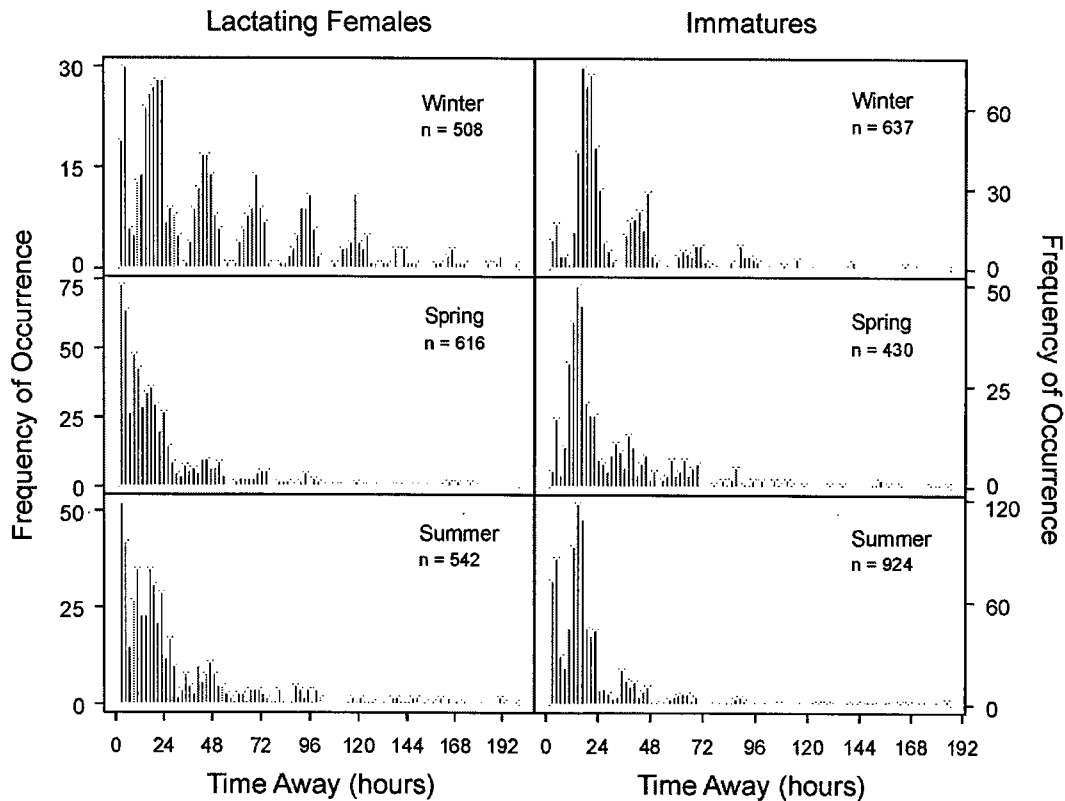 Lactating Females
Immatures
Frequency of Occurrence
30
15
0
Winter
n = 508
Winter
n = 637
60
30
0
75
50
25
0
Spring
n = 616
Spring
n = 430
50
25
0
50
25
0
Summer
n = 542
Summer
n = 924
120
60
0
Frequency of Occurrence
0 24 48 72 96 120 144 168
0 24 48 72 96 120 144 168 192
Time Away (hours)
Time Away (hours)